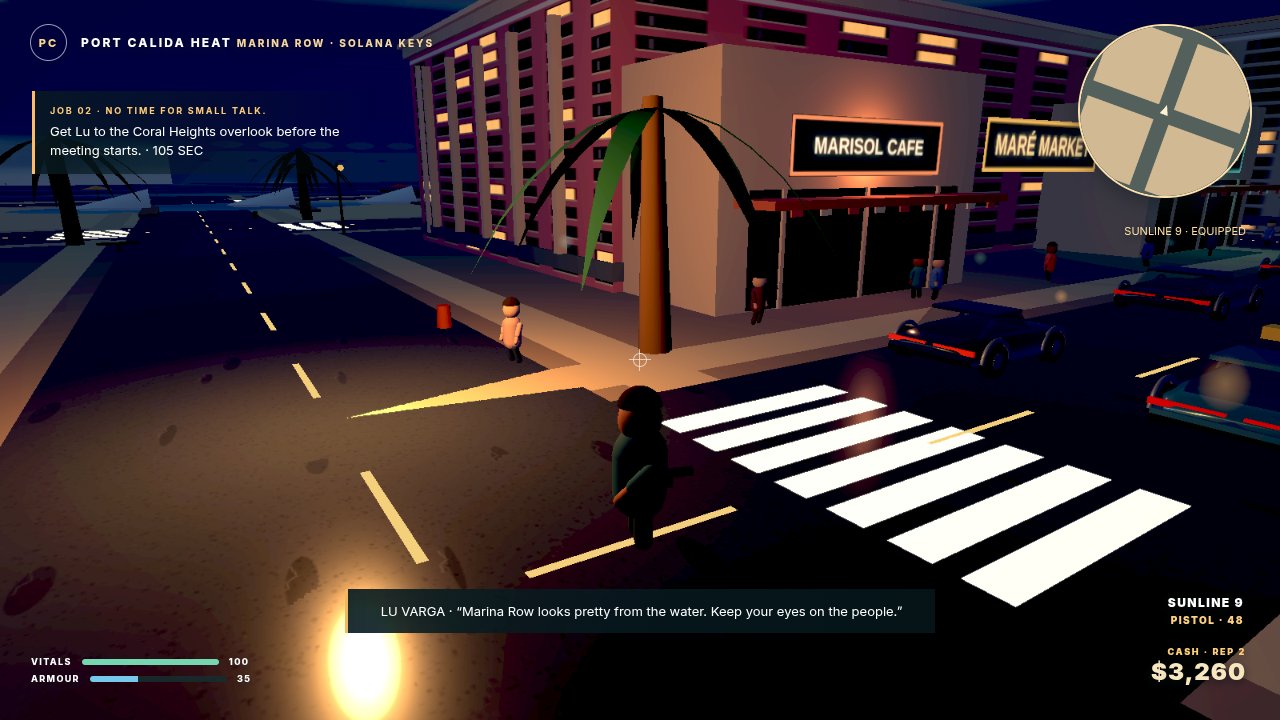 PC
PORT CALIDA HEAT MARINA ROW · SOLANA KEYS
JOB 02 · NO TIME FOR SMALL TALK.
Get Lu to the Coral Heights overlook before the
meeting starts. · 105 SEC
MARISOL CAFE
MARÉ MARKET
SUNLINE 9 · EQUIPPED
LU VARGA · “Marina Row looks pretty from the water. Keep your eyes on the people.”
SUNLINE 9
PISTOL · 48
VITALS 100
ARMOUR 35
CASH · REP 2
$3,260